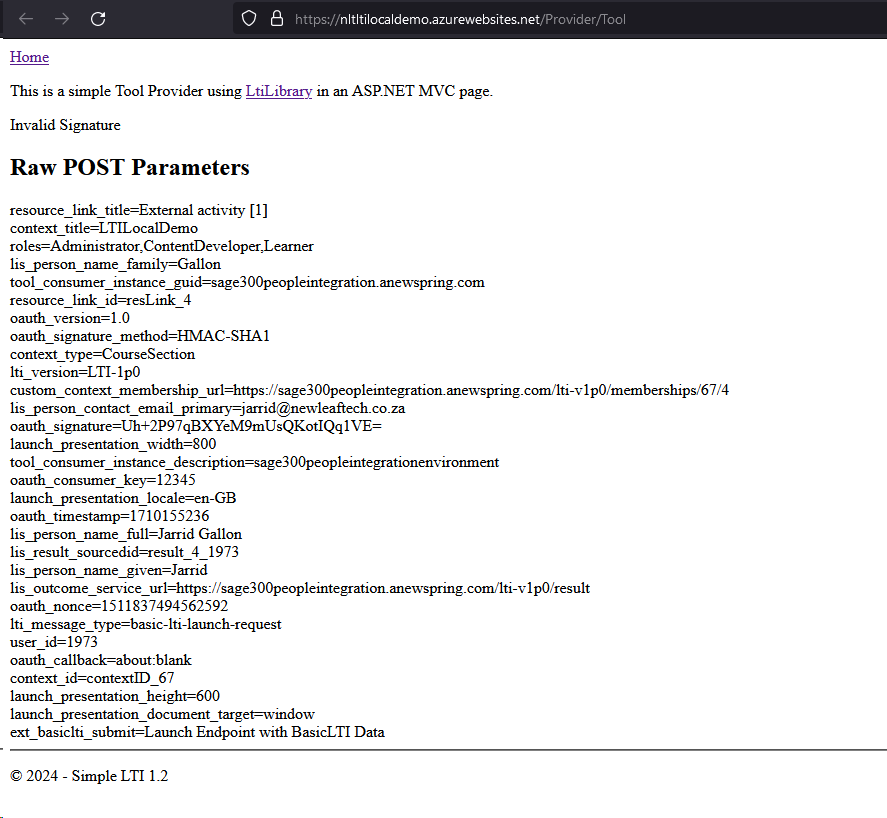 https://nltltilocaldemo.azurewebsites.net/Provider/Tool
Home
This is a simple Tool Provider using LtiLibrary in an ASP.NET MVC page.
Invalid Signature
Raw POST Parameters
resource_link_title=External activity [1]
context_title=LTILocalDemo
roles=Administrator,ContentDeveloper,Learner
lis_person_name_family=Gallon
tool_consumer_instance_guid=sage300peopleintegration.anewspring.com
resource_link_id=resLink_4
oauth_version=1.0
oauth_signature_method=HMAC-SHA1
context_type=CourseSection
lti_version=LTI-1p0
custom_context_membership_url=https://sage300peopleintegration.anewspring.com/lti-v1p0/memberships/67/4
lis_person_contact_email_primary=jarrid@newleaftech.co.za
oauth_signature=Uh+2P97qBXYeM9mUsQKotIQq1VE=
launch_presentation_width=800
tool_consumer_instance_description=sage300peopleintegrationenvironment
oauth_consumer_key=12345
launch_presentation_locale=en-GB
oauth_timestamp=1710155236
lis_person_name_full=Jarrid Gallon
lis_result_sourcedid=result_4_1973
lis_person_name_given=Jarrid
lis_outcome_service_url=https://sage300peopleintegration.anewspring.com/lti-v1p0/result
oauth_nonce=1511837494562592
lti_message_type=basic-lti-launch-request
user_id=1973
oauth_callback=about:blank
context_id=contextID_67
launch_presentation_height=600
launch_presentation_document_target=window
ext_basiclti_submit=Launch Endpoint with BasicLTI Data
© 2024 - Simple LTI 1.2